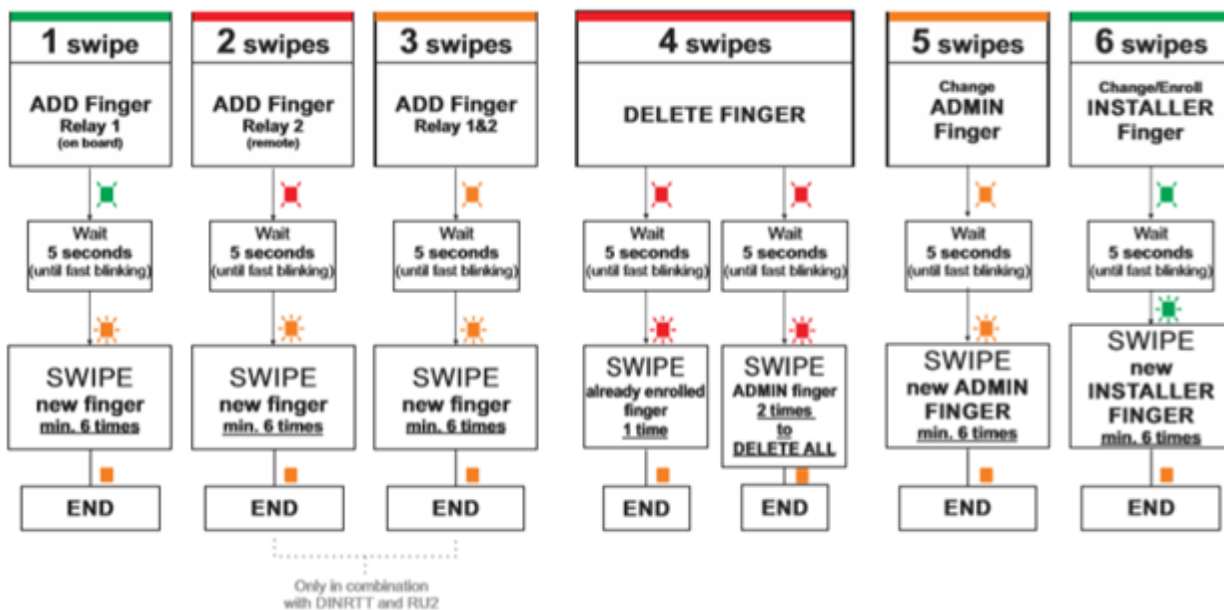 1 swipe
ADD Finger
Relay 1
(on board)
Wait
5 seconds
(until fast blinking)
SWIPE
new finger
min. 6 times
END
2 swipes
ADD Finger
Relay 2
(remote)
Wait
5 seconds
(until fast blinking)
SWIPE
new finger
min. 6 times
END
3 swipes
ADD Finger
Relay 1&2
Wait
5 seconds
(until fast blinking)
SWIPE
new finger
min. 6 times
END
Only in combination
with DINRTT and RU2
4 swipes
DELETE FINGER
Wait
5 seconds
(until fast blinking)
SWIPE
already enrolled
finger
1 time
END
Wait
5 seconds
(until fast blinking)
SWIPE
ADMIN finger
2 times
to
DELETE ALL
END
5 swipes
Change
ADMIN
Finger
Wait
5 seconds
(until fast blinking)
SWIPE
new ADMIN
FINGER
min. 6 times
END
6 swipes
Change/Enroll
INSTALLER
Finger
Wait
5 seconds
(until fast blinking)
SWIPE
new
INSTALLER
FINGER
min. 6 times
END